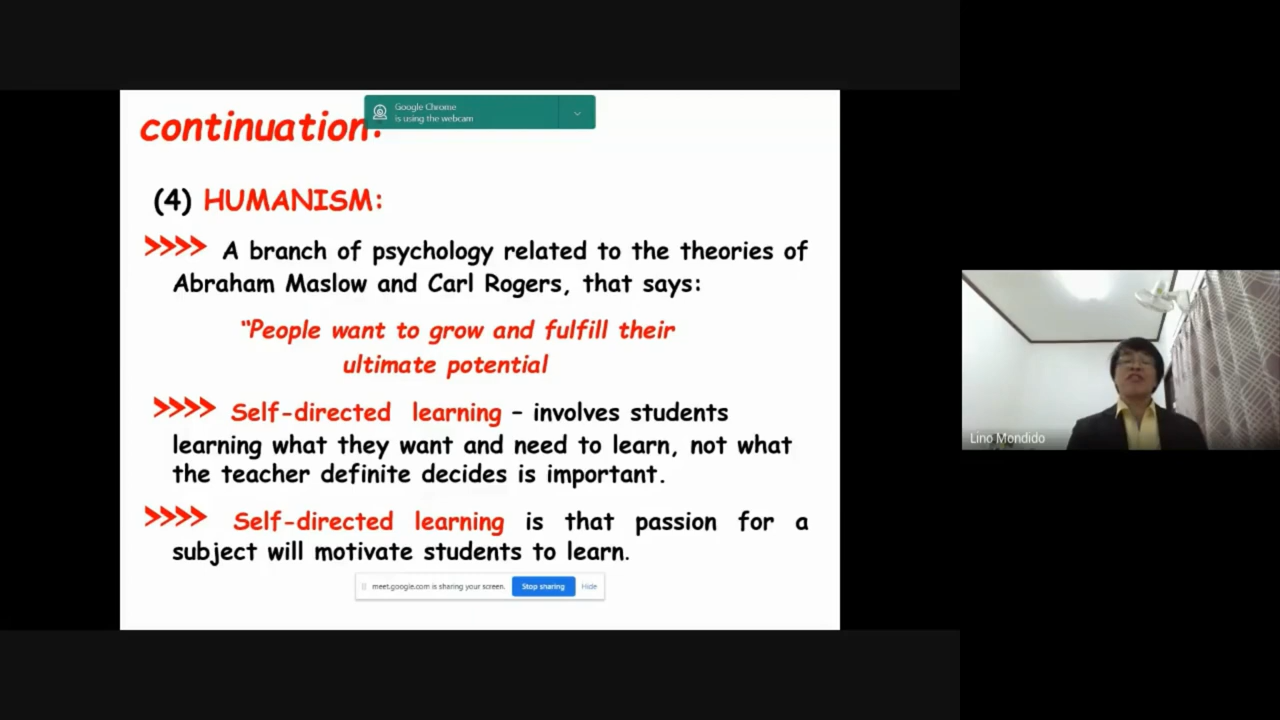 Google Chrome
is using the webcam
continuation:
(4) HUMANISM:
>>>> A branch of psychology related to the theories of
Abraham Maslow and Carl Rogers, that says:
“People want to grow and fulfill their
ultimate potential
>>>> Self-directed learning – involves students
learning what they want and need to learn, not what
the teacher definite decides is important.
>>>> Self-directed learning is that passion for a
subject will motivate students to learn.
meet.google.com is sharing your screen. Stop sharing Hide
Lino Mondido